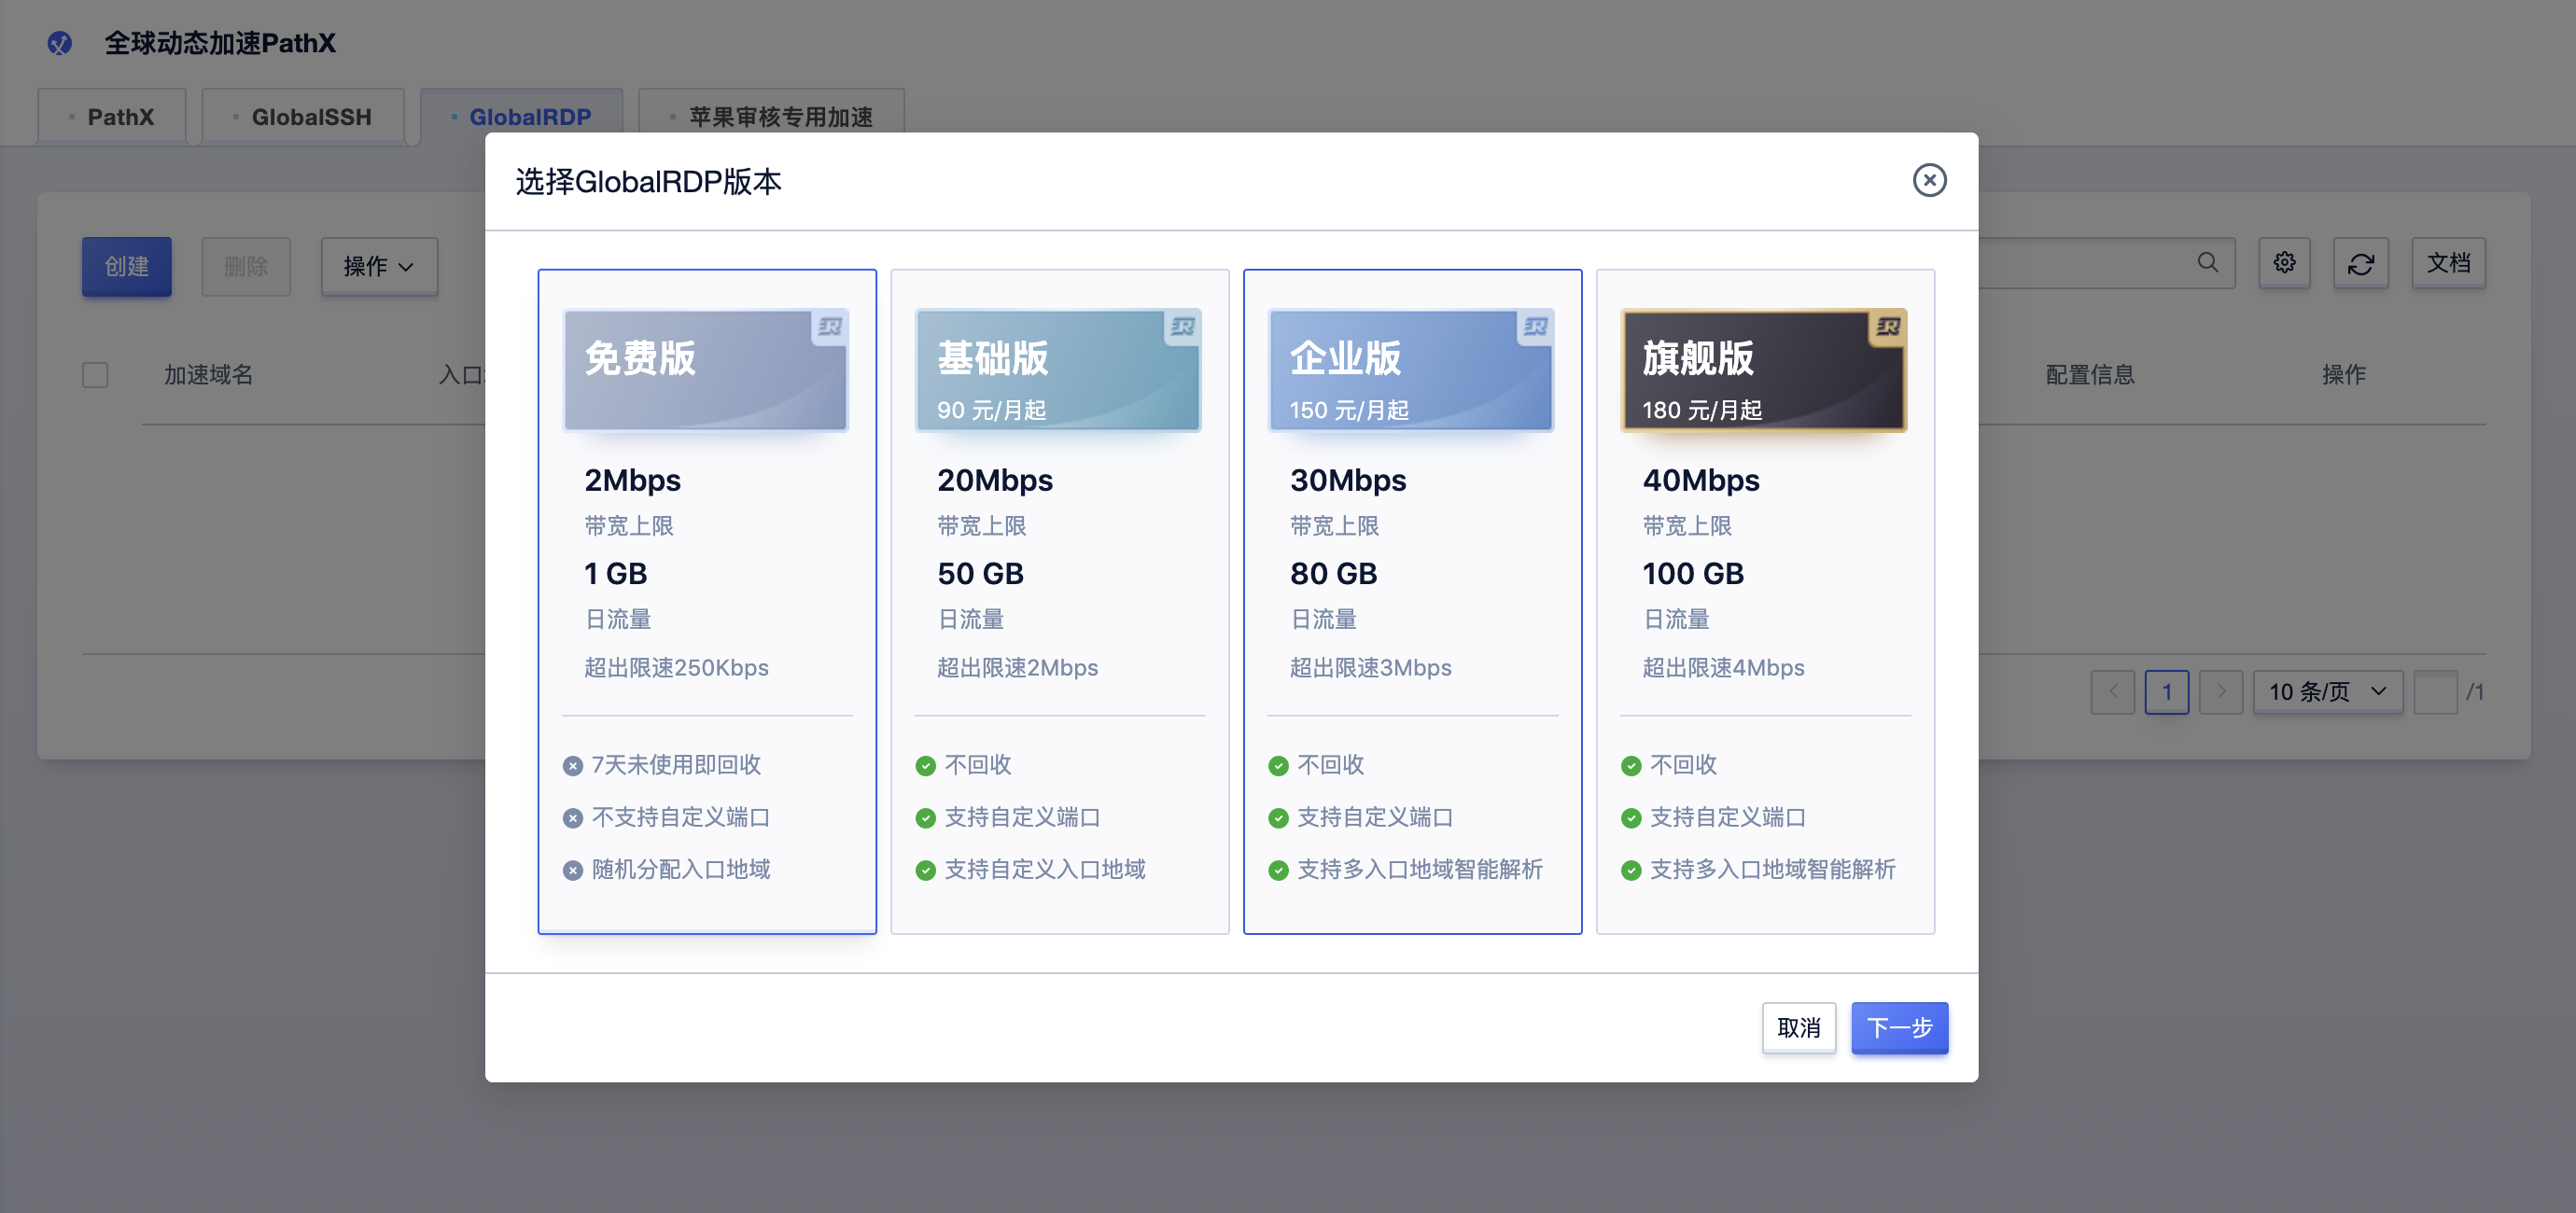 全球动态加速PathX
PathX
GlobalSSH
GlobalRDP
苹果审核专用加速
选择GlobalRDP版本
创建
删除
操作
文档
加速域名
入口
配置信息
操作
免费版
2Mbps
带宽上限
1 GB
日流量
超出限速250Kbps
7天未使用即回收
不支持自定义端口
随机分配入口地域
基础版
90 元/月起
20Mbps
带宽上限
50 GB
日流量
超出限速2Mbps
不回收
支持自定义端口
支持自定义入口地域
企业版
150 元/月起
30Mbps
带宽上限
80 GB
日流量
超出限速3Mbps
不回收
支持自定义端口
支持多入口地域智能解析
旗舰版
180 元/月起
40Mbps
带宽上限
100 GB
日流量
超出限速4Mbps
不回收
支持自定义端口
支持多入口地域智能解析
1
10 条/页
/1
取消
下一步